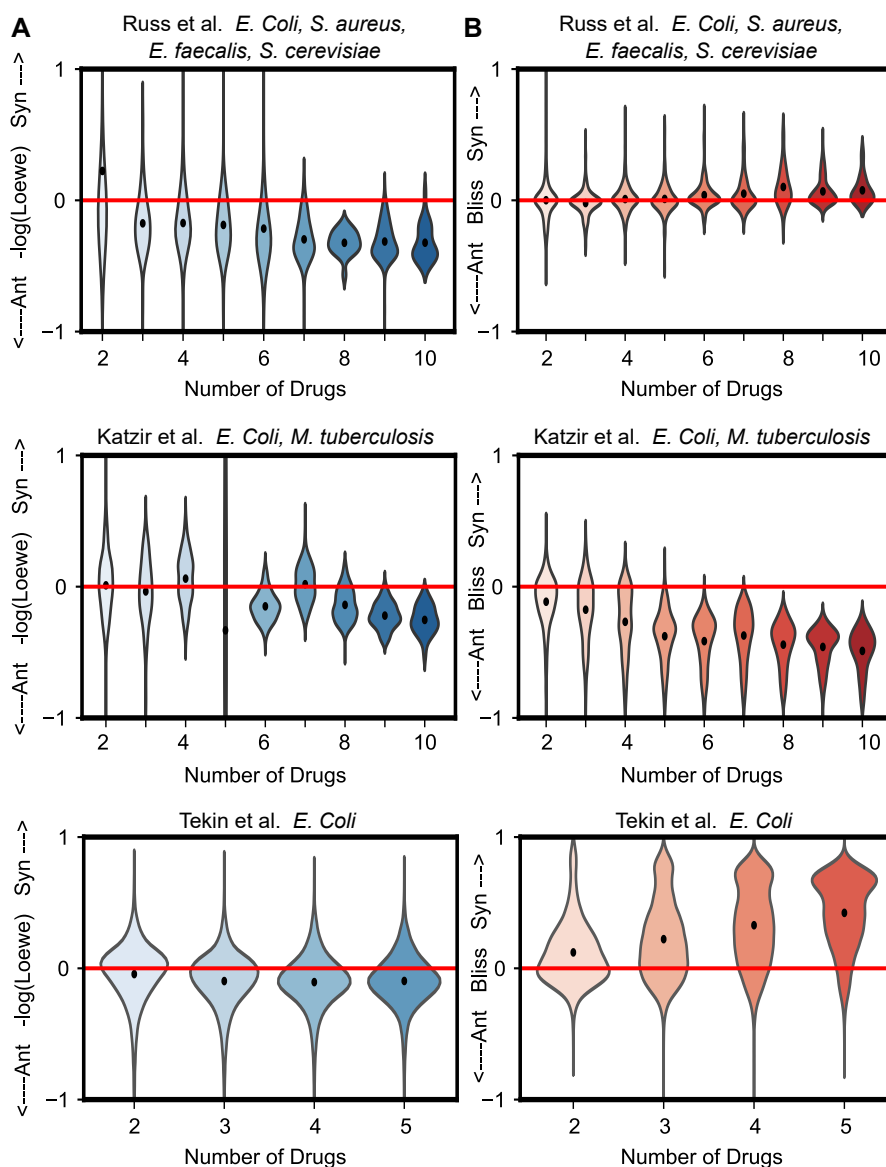 A
Russ et al. E. Coli, S. aureus,
E. faecalis, S. cerevisiae
<----Ant -log(Loewe) Syn --->
1
0
−1
2 4 6 8 10
Number of Drugs
B
Russ et al. E. Coli, S. aureus,
E. faecalis, S. cerevisiae
<----Ant Bliss Syn --->
1
0
−1
2 4 6 8 10
Number of Drugs
Katzir et al. E. Coli, M. tuberculosis
<----Ant -log(Loewe) Syn --->
1
0
−1
2 4 6 8 10
Number of Drugs
Katzir et al. E. Coli, M. tuberculosis
<----Ant Bliss Syn --->
1
0
−1
2 4 6 8 10
Number of Drugs
Tekin et al. E. Coli
<----Ant -log(Loewe) Syn --->
1
0
−1
2 3 4 5
Number of Drugs
Tekin et al. E. Coli
<----Ant Bliss Syn --->
1
0
−1
2 3 4 5
Number of Drugs